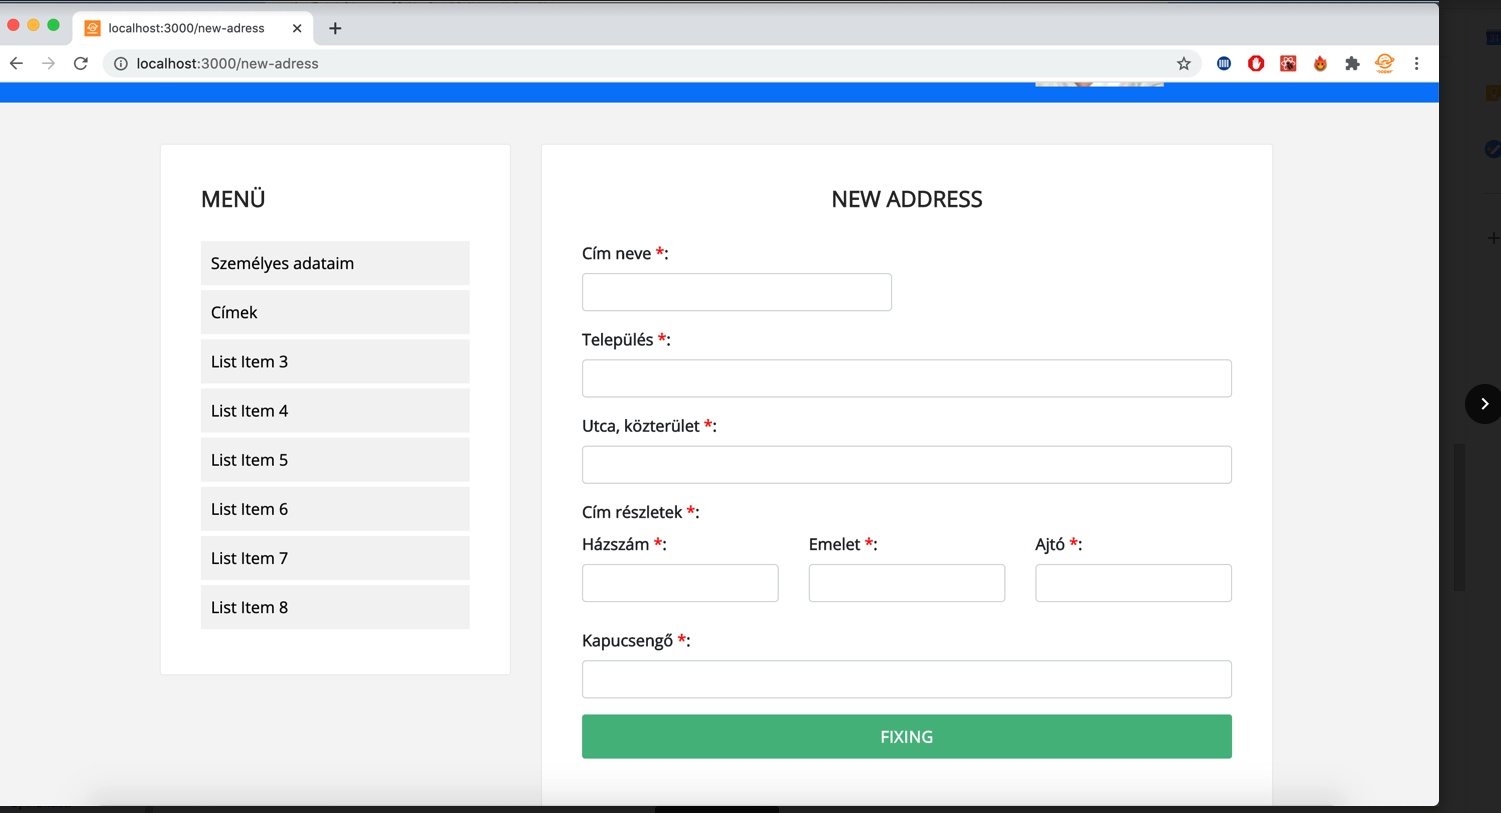 localhost:3000/new-adress
localhost:3000/new-adress
MENÜ
Személyes adataim
Címek
List Item 3
List Item 4
List Item 5
List Item 6
List Item 7
List Item 8
NEW ADDRESS
Cím neve *:
Település *:
Utca, közterület *:
Cím részletek *:
Házszám *: Emelet *: Ajtó *:
Kapucsengő *:
FIXING